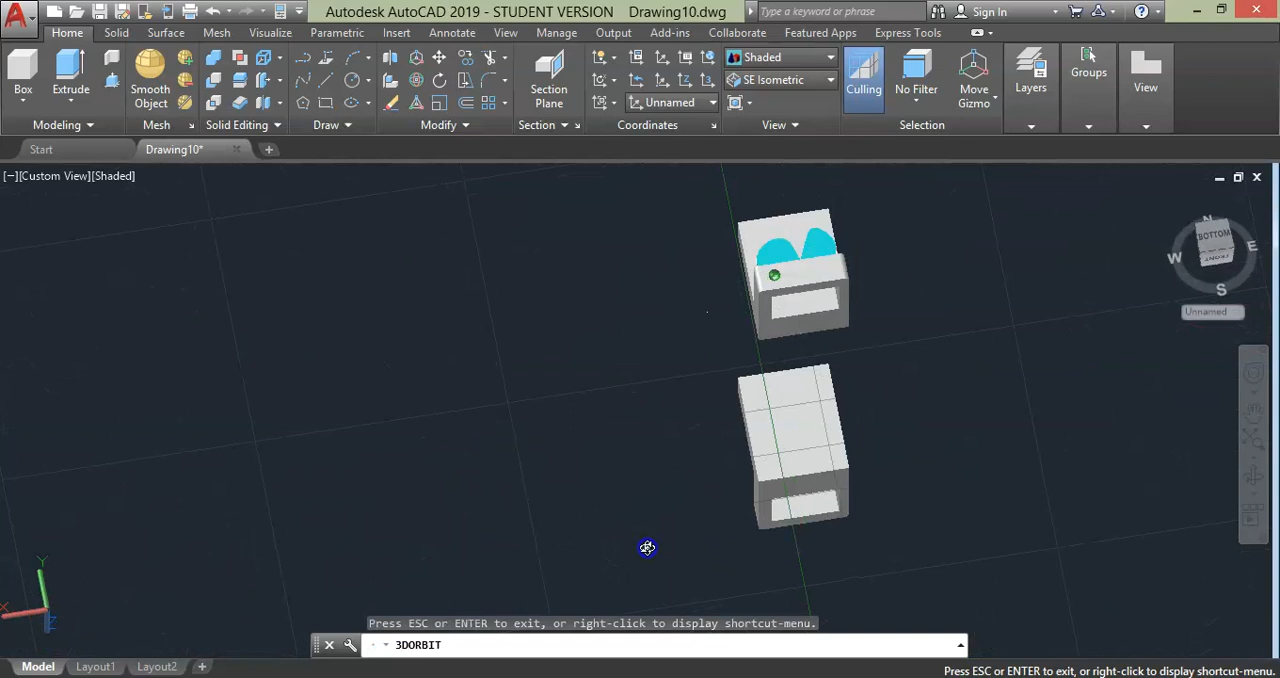 Autodesk AutoCAD 2019 - STUDENT VERSION Drawing10.dwg
Type a keyword or phrase
Sign In
Home Solid Surface Mesh Visualize Parametric Insert Annotate View Manage Output Add-ins Collaborate Featured Apps Express Tools
Box
Extrude
Smooth
Object
Section
Plane
Unnamed
Shaded
SE Isometric
Culling
No Filter
Move
Gizmo
Layers
Groups
View
Modeling Mesh Solid Editing Draw Modify Section Coordinates View Selection
Start Drawing10*
[−][Custom View][Shaded]
N
BOTTOM
FRONT
W
E
S
Unnamed
Y
X
Z
Press ESC or ENTER to exit, or right-click to display shortcut-menu.
3DORBIT
Model Layout1 Layout2 +
Press ESC or ENTER to exit, or right-click to display shortcut-menu.